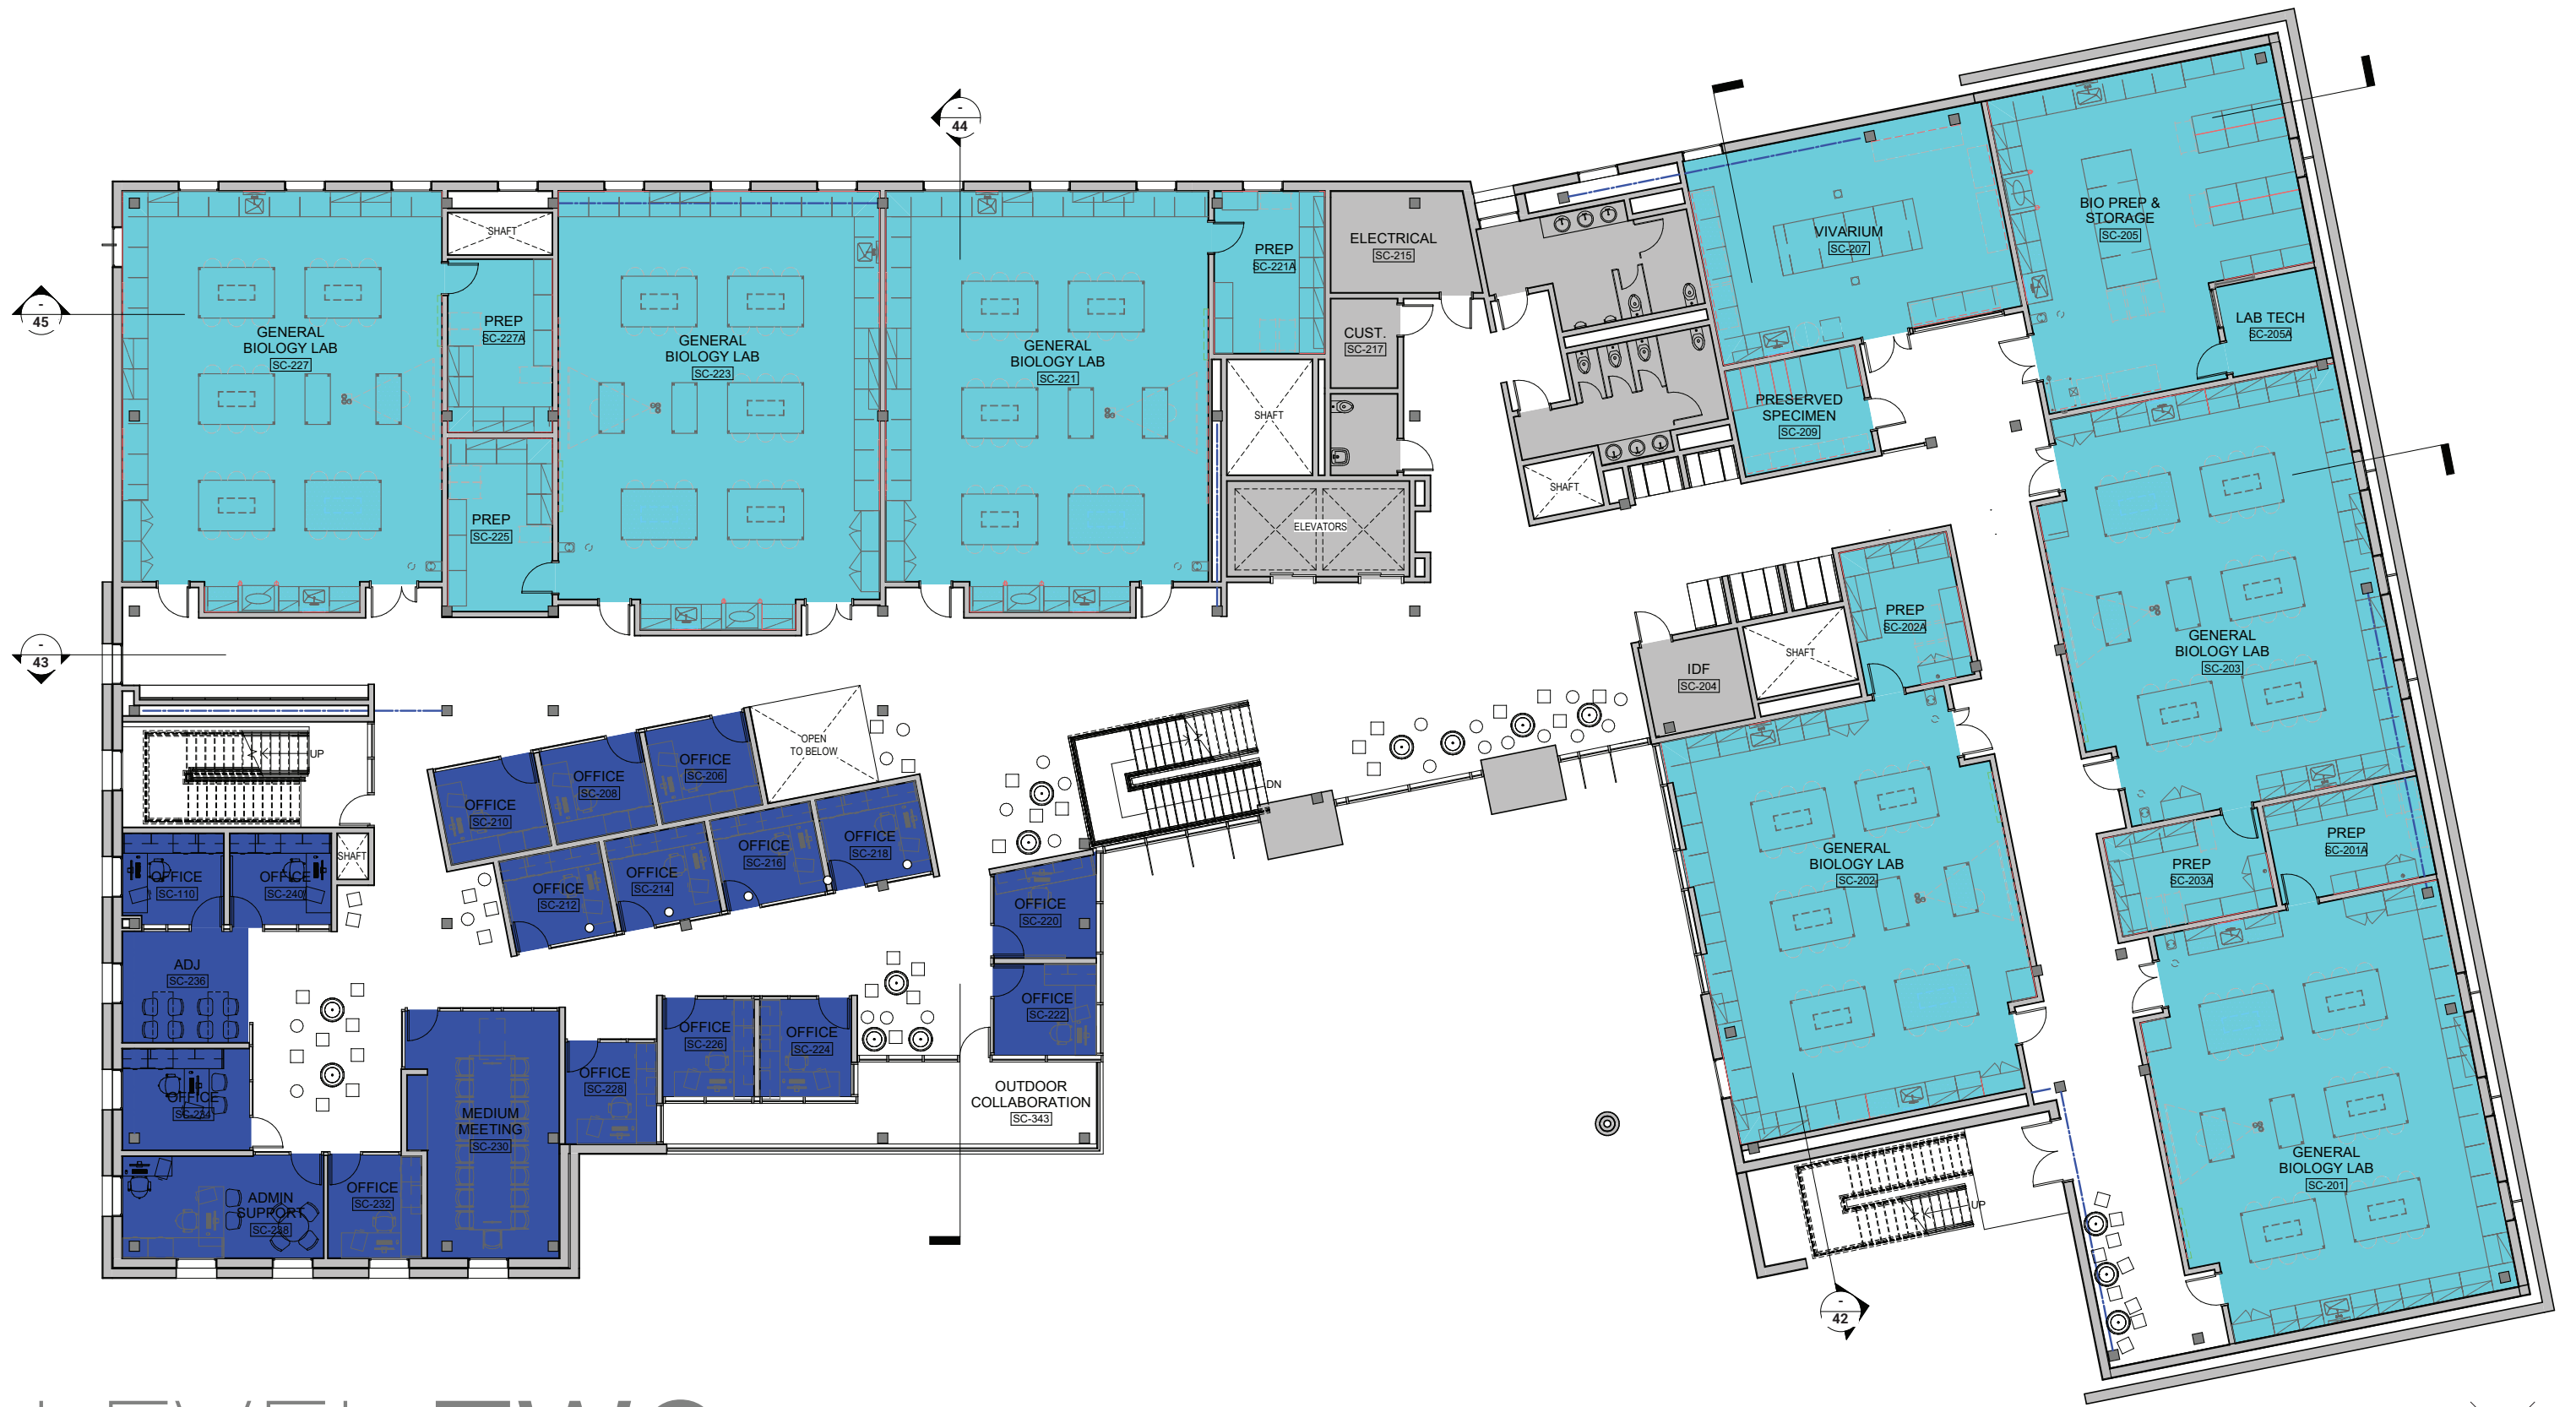 -
44
SHAFT
ELECTRICAL
SC-215
PREP
SC-221A
BIO PREP &
STORAGE
SC-205
VIVARIUM
SC-207
-
45
GENERAL
BIOLOGY LAB
SC-227
PREP
SC-227A
GENERAL
BIOLOGY LAB
SC-223
GENERAL
BIOLOGY LAB
SC-221
CUST.
SC-217
LAB TECH
SC-205A
SHAFT
PRESERVED
SPECIMEN
SC-209
PREP
SC-225
ELEVATORS
SHAFT
-
43
PREP
SC-202A
GENERAL
BIOLOGY LAB
SC-203
SHAFT
IDF
SC-204
UP
OPEN
TO BELOW
OFFICE
SC-206
OFFICE
SC-208
OFFICE
SC-210
DN
OFFICE
SC-218
OFFICE
SC-216
OFFICE
SC-214
OFFICE
SC-212
SHAFT
OFFICE
SC-110
OFFICE
SC-240
GENERAL
BIOLOGY LAB
SC-202
PREP
SC-201A
PREP
SC-203A
OFFICE
SC-220
ADJ
SC-236
OFFICE
SC-222
OFFICE
SC-226
OFFICE
SC-224
OFFICE
SC-228
OFFICE
SC-234
OUTDOOR
COLLABORATION
SC-343
MEDIUM
MEETING
SC-230
GENERAL
BIOLOGY LAB
SC-201
ADMIN
SUPPORT
SC-238
OFFICE
SC-232
UP
-
42
LEVEL TWO